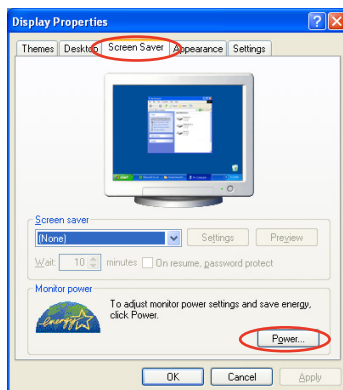 Display Properties
Themes Desktop Screen Saver Appearance Settings
Screen saver
(None) Settings Preview
Wait: 10 minutes On resume, password protect
Monitor power
To adjust monitor power settings and save energy,
click Power.
energy
Power...
OK Cancel Apply